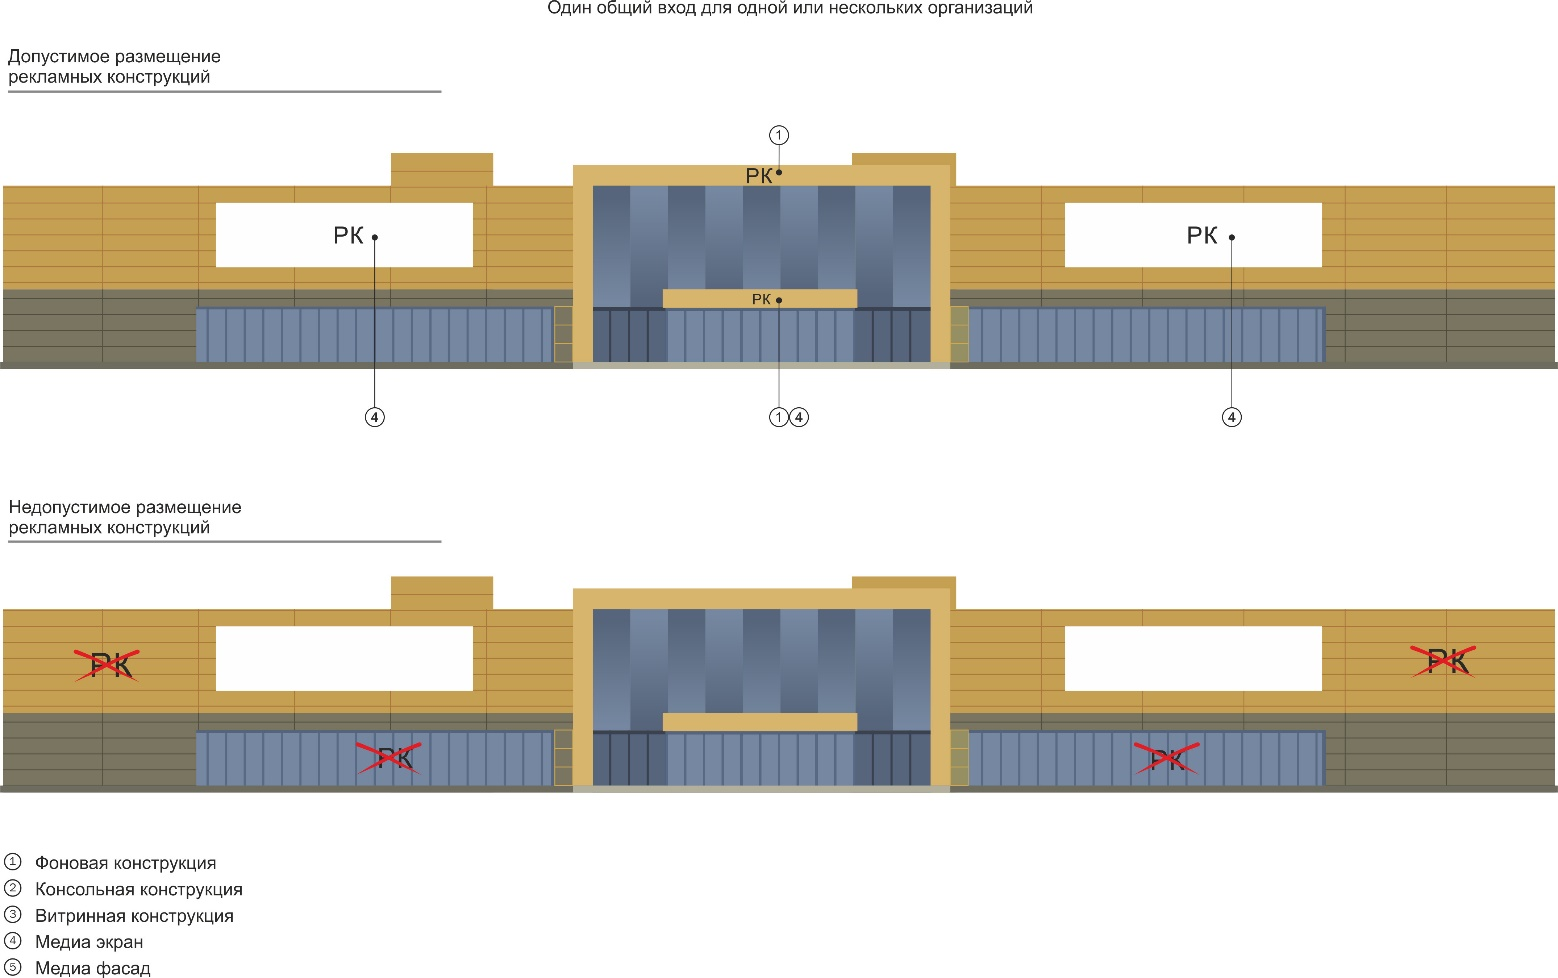 Один общий вход для одной или нескольких организаций
Допустимое размещение
рекламных конструкций
1
РК
РК
РК
РК
4
1 4
4
Недопустимое размещение
рекламных конструкций
РК
РК
РК
РК
1 Фоновая конструкция
2 Консольная конструкция
3 Витринная конструкция
4 Медиа экран
5 Медиа фасад